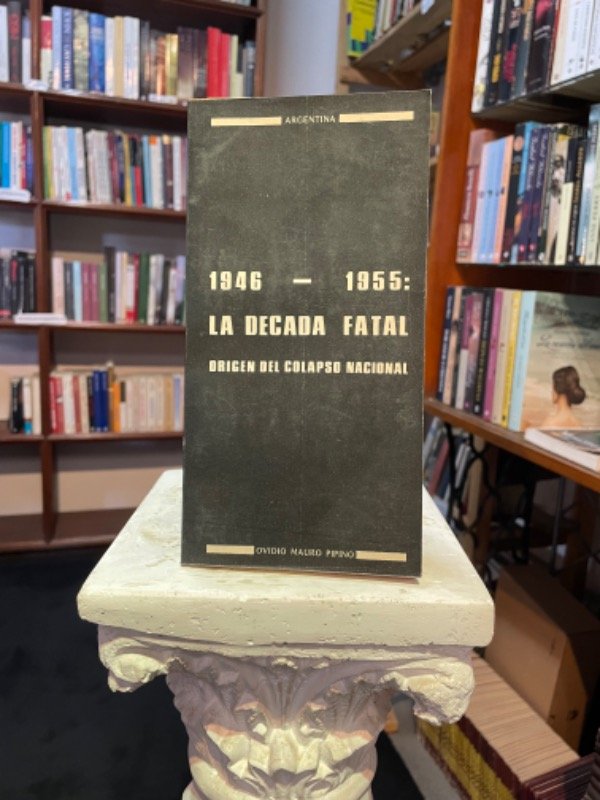 ARGENTINA
1946 — 1955:
LA DECADA FATAL
ORIGEN DEL COLAPSO NACIONAL
OVIDIO MAURO PIPINO